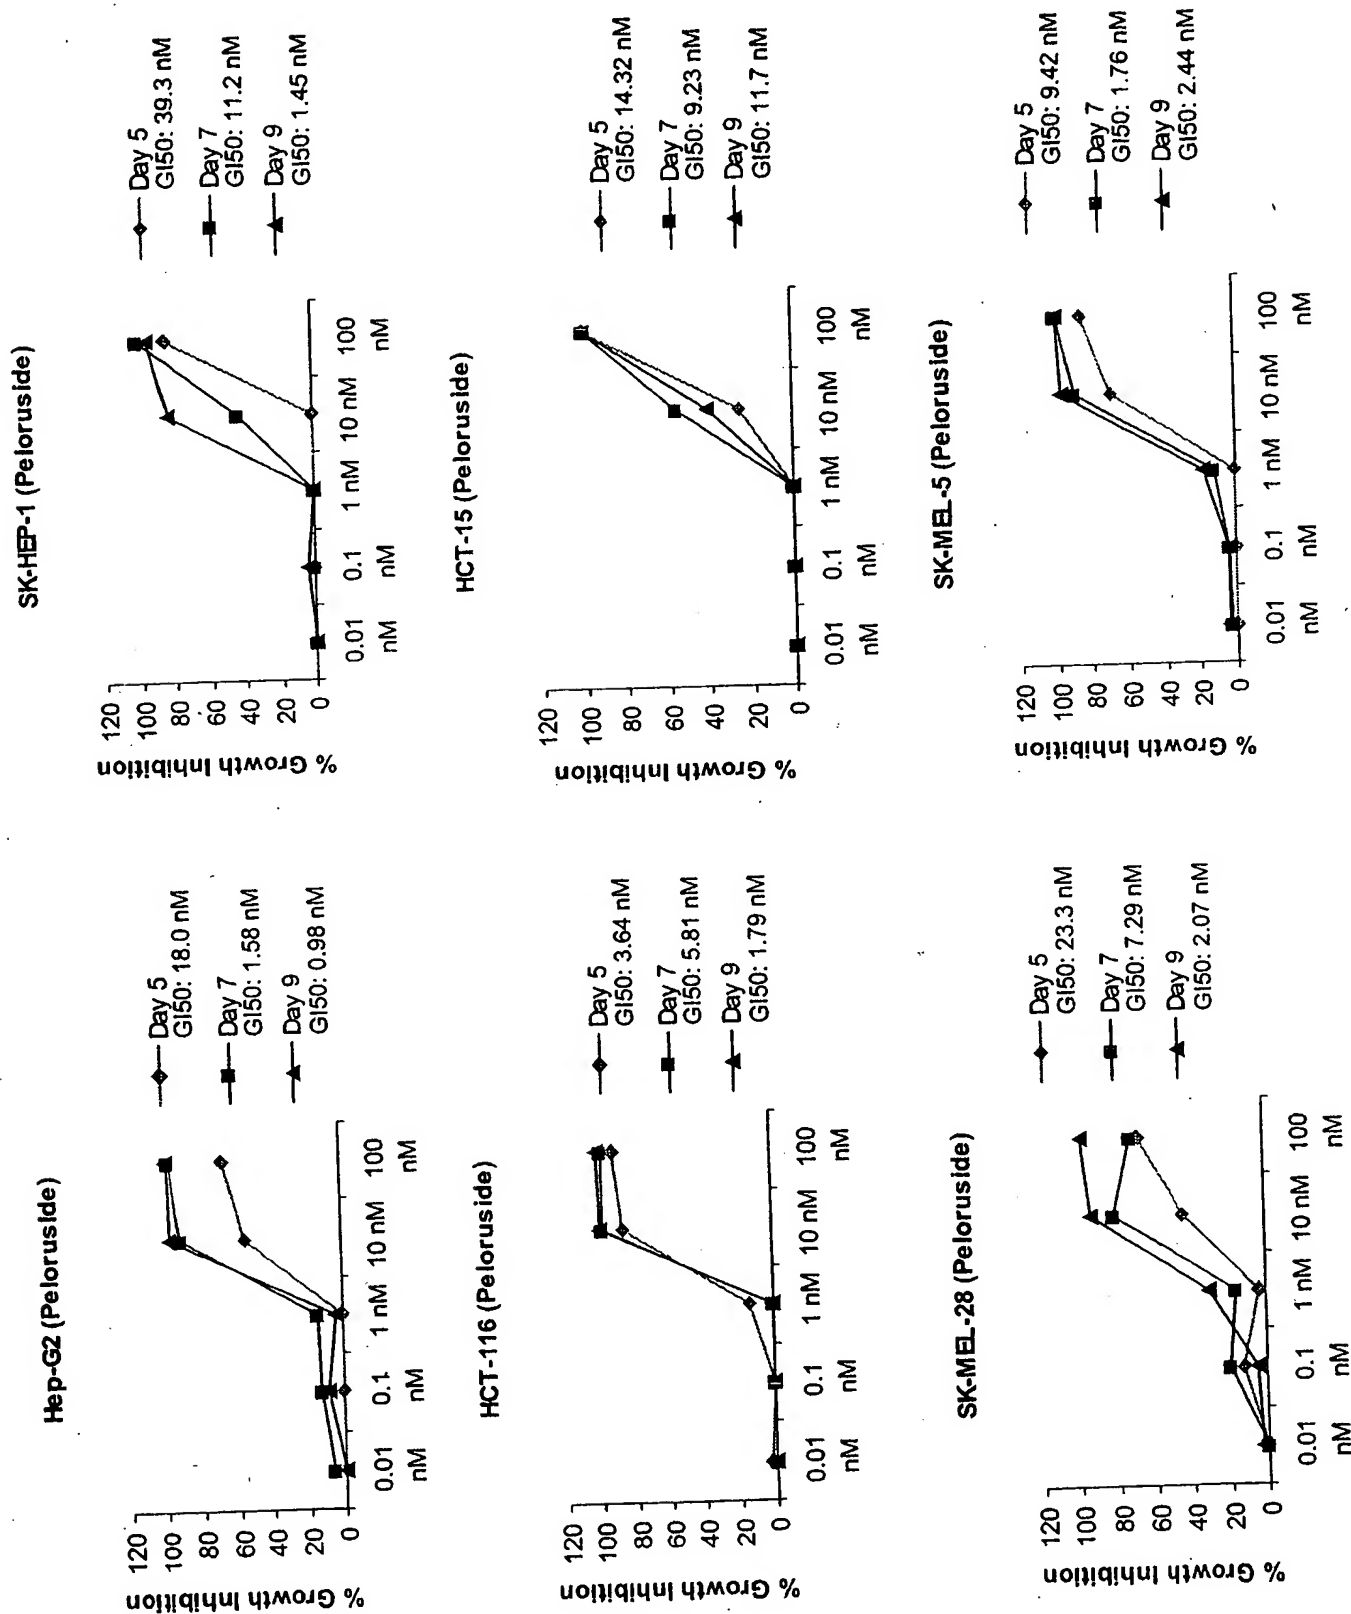 Hep-G2 (Peloruside)
% Growth Inhibition
120
100
80
60
40
20
0
0.01 nM
0.1 nM
1 nM
10 nM
100 nM
Day 5
GI50: 18.0 nM
Day 7
GI50: 1.58 nM
Day 9
GI50: 0.98 nM
SK-HEP-1 (Peloruside)
% Growth Inhibition
120
100
80
60
40
20
0
0.01 nM
0.1 nM
1 nM
10 nM
100 nM
Day 5
GI50: 39.3 nM
Day 7
GI50: 11.2 nM
Day 9
GI50: 1.45 nM
HCT-116 (Peloruside)
% Growth Inhibition
120
100
80
60
40
20
0
0.01 nM
0.1 nM
1 nM
10 nM
100 nM
Day 5
GI50: 3.64 nM
Day 7
GI50: 5.81 nM
Day 9
GI50: 1.79 nM
HCT-15 (Peloruside)
% Growth Inhibition
120
100
80
60
40
20
0
0.01 nM
0.1 nM
1 nM
10 nM
100 nM
Day 5
GI50: 14.32 nM
Day 7
GI50: 9.23 nM
Day 9
GI50: 11.7 nM
SK-MEL-28 (Peloruside)
% Growth Inhibition
120
100
80
60
40
20
0
0.01 nM
0.1 nM
1 nM
10 nM
100 nM
Day 5
GI50: 23.3 nM
Day 7
GI50: 7.29 nM
Day 9
GI50: 2.07 nM
SK-MEL-5 (Peloruside)
% Growth Inhibition
120
100
80
60
40
20
0
0.01 nM
0.1 nM
1 nM
10 nM
100 nM
Day 5
GI50: 9.42 nM
Day 7
GI50: 1.76 nM
Day 9
GI50: 2.44 nM